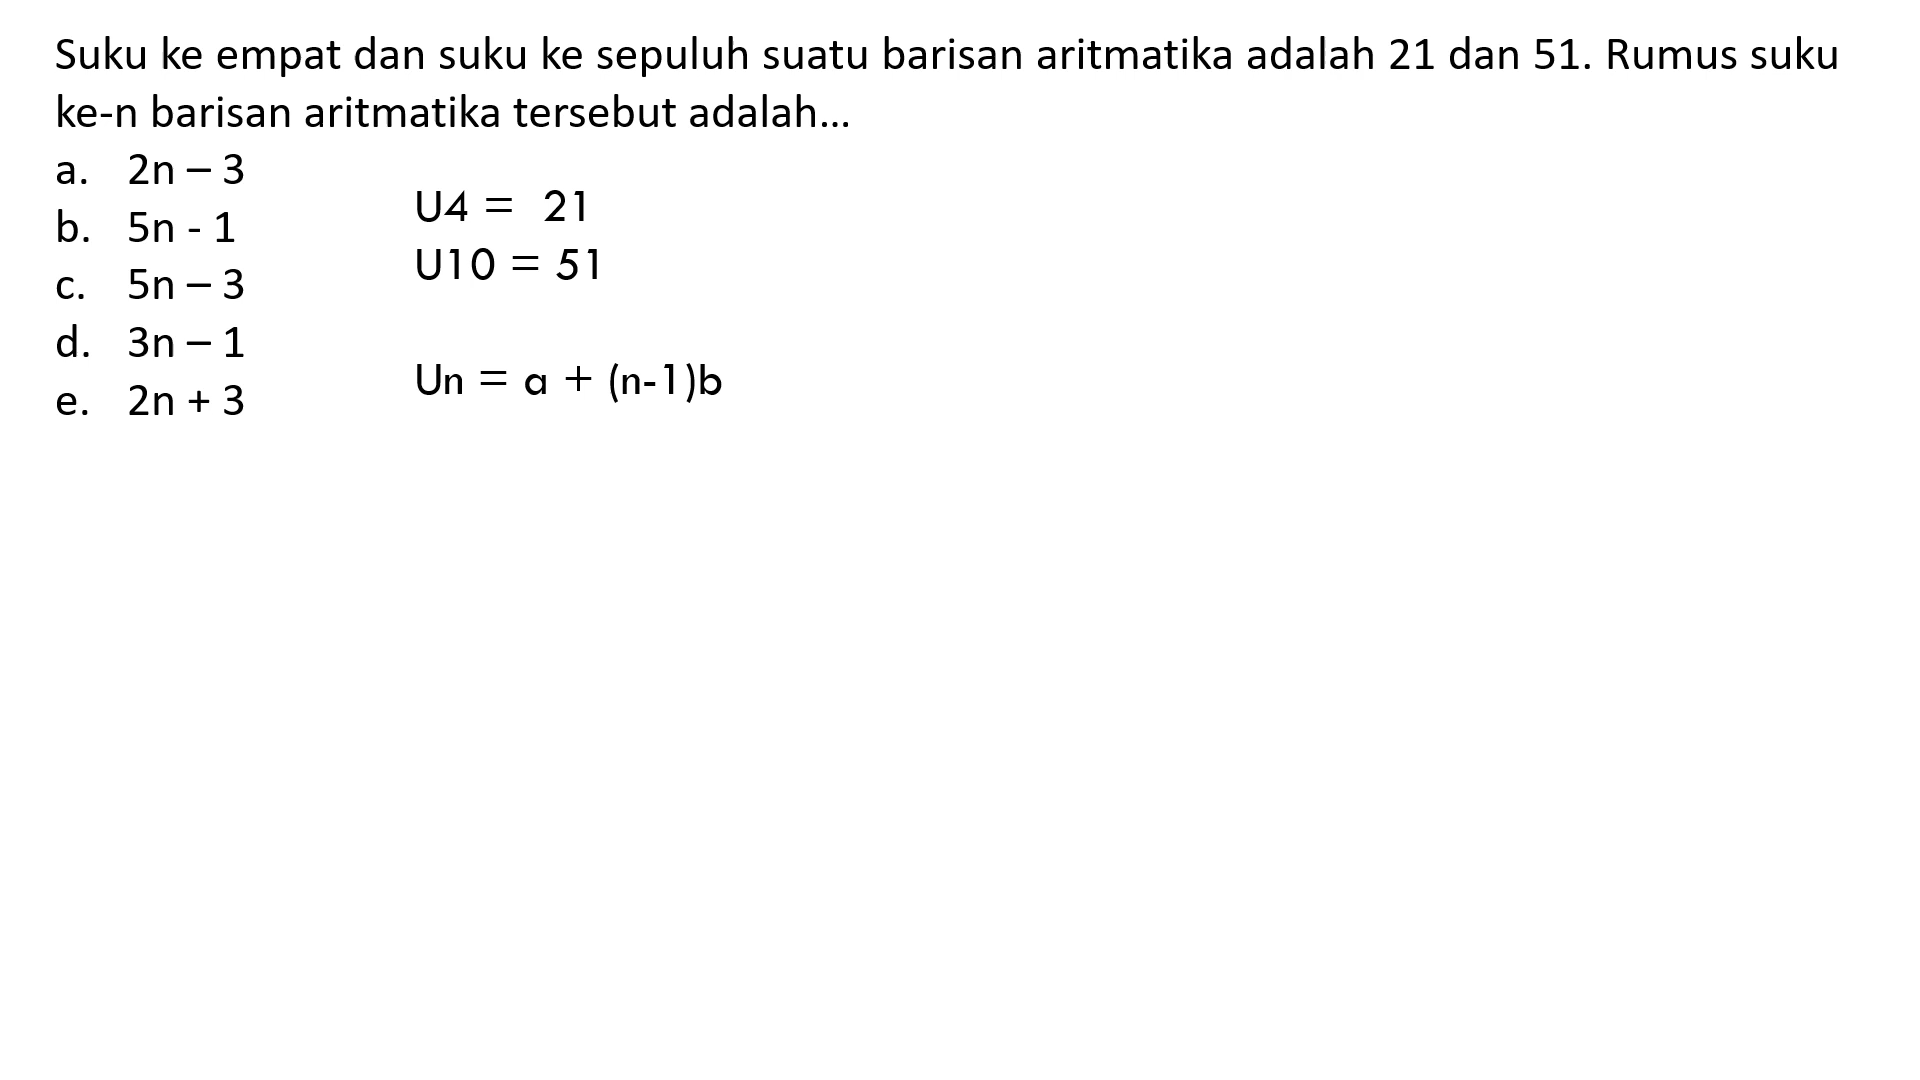 Suku ke empat dan suku ke sepuluh suatu barisan aritmatika adalah 21 dan 51. Rumus suku
ke-n barisan aritmatika tersebut adalah...
a. 2n – 3
b. 5n - 1
c. 5n – 3
d. 3n – 1
e. 2n + 3
U4 = 21
U10 = 51
Un = a + (n-1)b